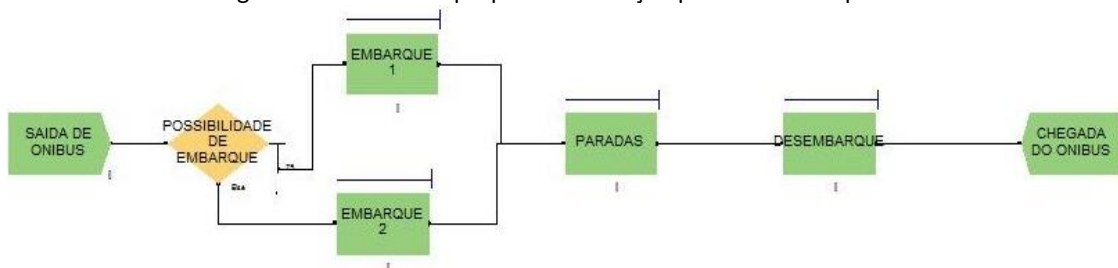 SAIDA DE
ONIBUS
POSSIBILIDADE
DE
EMBARQUE
EMBARQUE
1
EMBARQUE
2
PARADAS
DESEMBARQUE
CHEGADA
DO ONIBUS